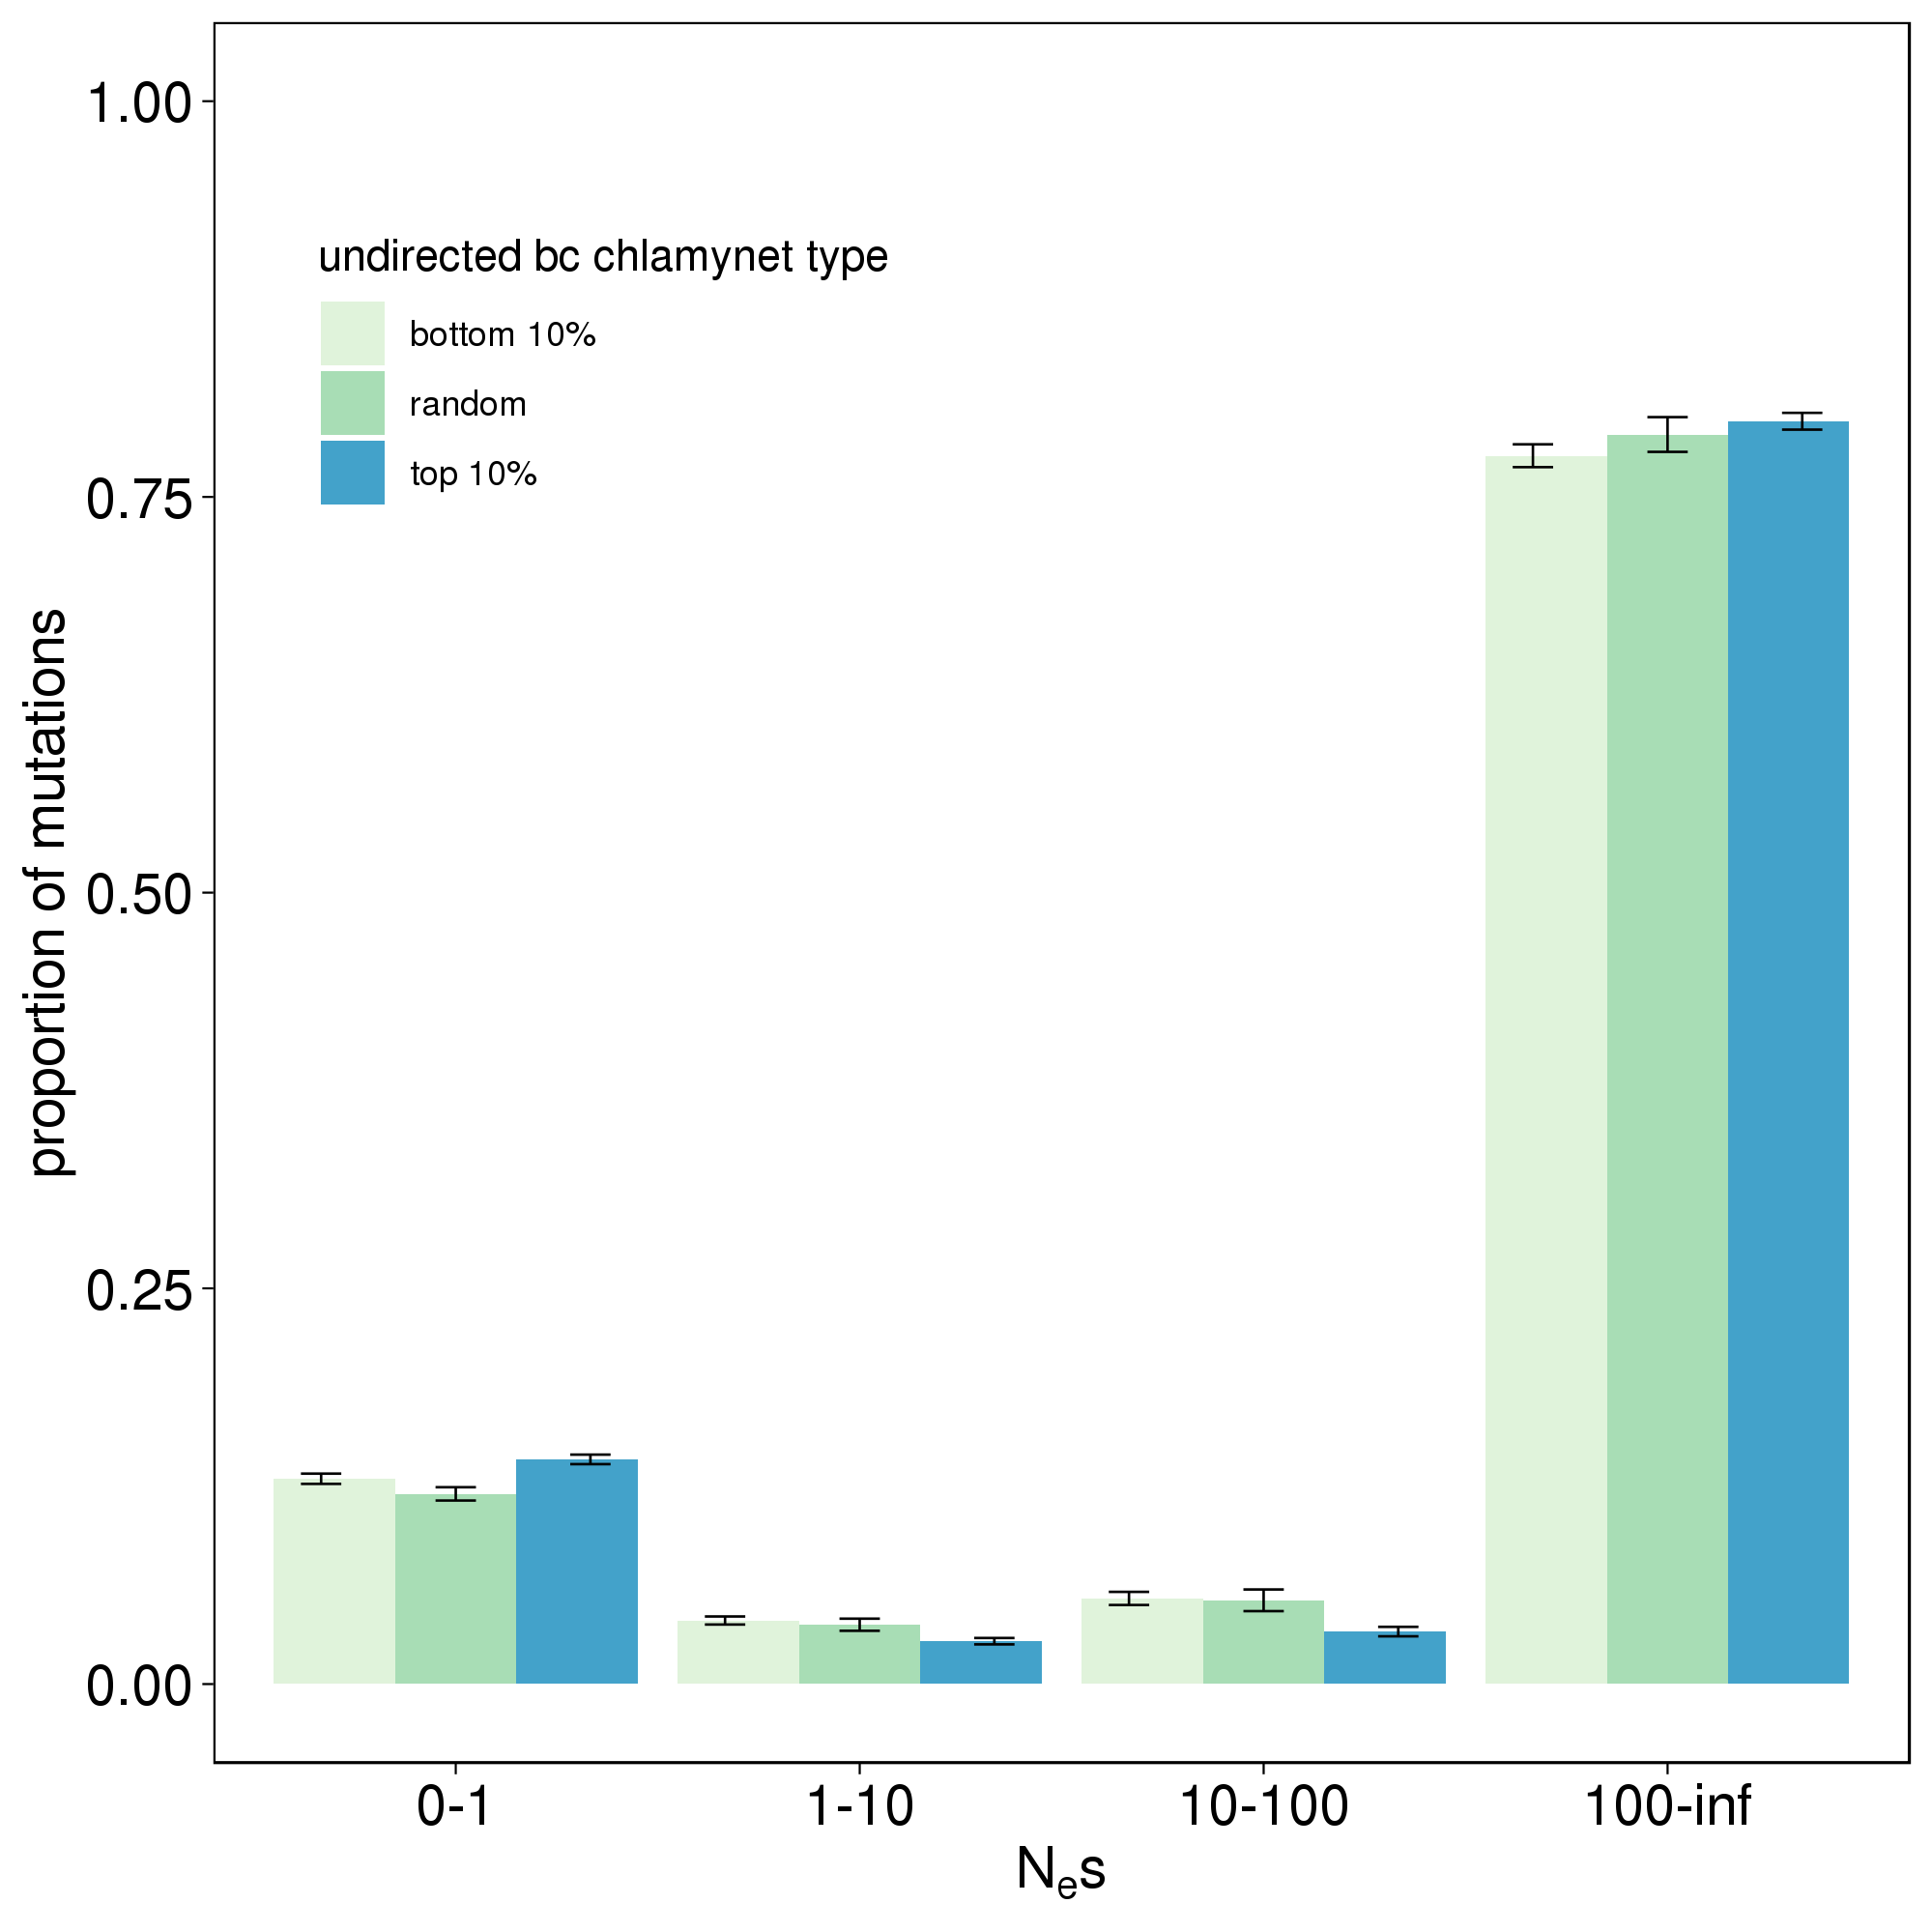 undirected bc chlamynet type
bottom 10%
random
top 10%
proportion of mutations
1.00
0.75
0.50
0.25
0.00
0-1
1-10
10-100
100-inf
Nₑs